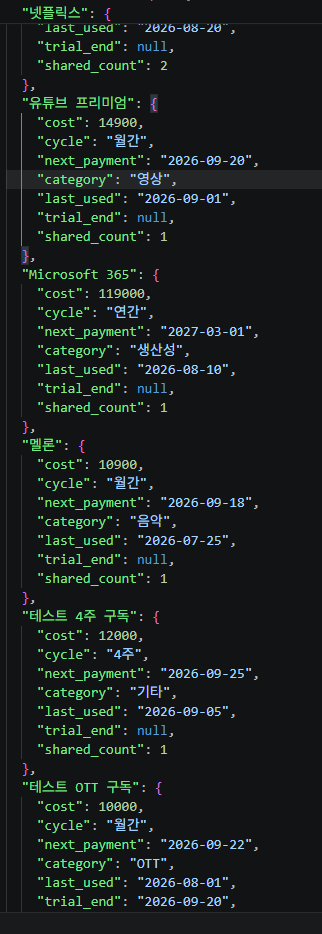 "넷플릭스": {
"last_used": "2026-08-20",
"trial_end": null,
"shared_count": 2
},
"유튜브 프리미엄": {
"cost": 14900,
"cycle": "월간",
"next_payment": "2026-09-20",
"category": "영상",
"last_used": "2026-09-01",
"trial_end": null,
"shared_count": 1
},
"Microsoft 365": {
"cost": 119000,
"cycle": "연간",
"next_payment": "2027-03-01",
"category": "생산성",
"last_used": "2026-08-10",
"trial_end": null,
"shared_count": 1
},
"멜론": {
"cost": 10900,
"cycle": "월간",
"next_payment": "2026-09-18",
"category": "음악",
"last_used": "2026-07-25",
"trial_end": null,
"shared_count": 1
},
"테스트 4주 구독": {
"cost": 12000,
"cycle": "4주",
"next_payment": "2026-09-25",
"category": "기타",
"last_used": "2026-09-05",
"trial_end": null,
"shared_count": 1
},
"테스트 OTT 구독": {
"cost": 10000,
"cycle": "월간",
"next_payment": "2026-09-22",
"category": "OTT",
"last_used": "2026-08-01",
"trial_end": "2026-09-20",